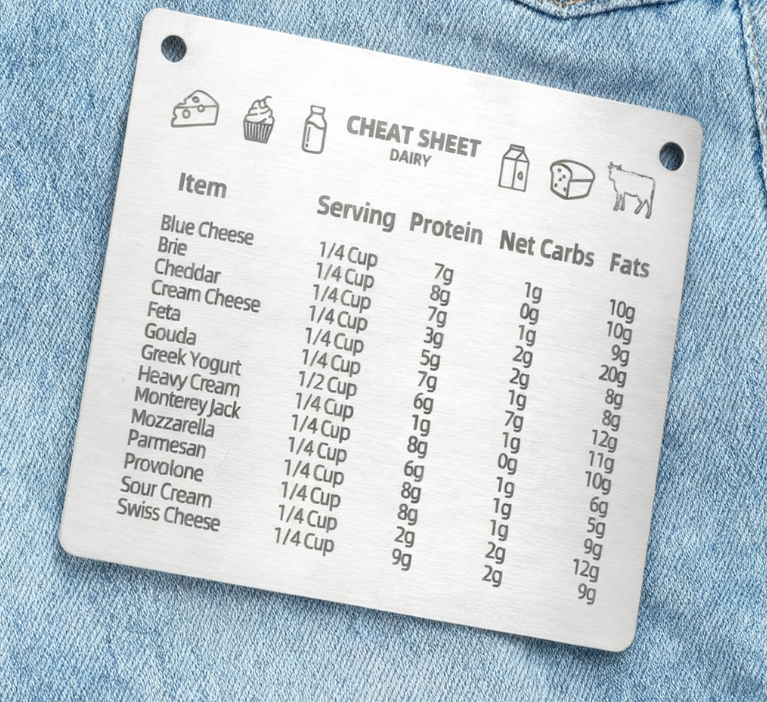 CHEAT SHEET
DAIRY
Item Serving Protein Net Carbs Fats
Blue Cheese 1/4 Cup 7g 1g 10g
Brie 1/4 Cup 8g 0g 10g
Cheddar 1/4 Cup 7g 1g 9g
Cream Cheese 1/4 Cup 3g 2g 20g
Feta 1/4 Cup 5g 2g 8g
Gouda 1/4 Cup 7g 1g 8g
Greek Yogurt 1/2 Cup 6g 7g 12g
Heavy Cream 1/4 Cup 1g 1g 11g
Monterey Jack 1/4 Cup 8g 0g 10g
Mozzarella 1/4 Cup 6g 1g 6g
Parmesan 1/4 Cup 8g 1g 5g
Provolone 1/4 Cup 8g 1g 9g
Sour Cream 1/4 Cup 2g 2g 12g
Swiss Cheese 1/4 Cup 9g 2g 9g